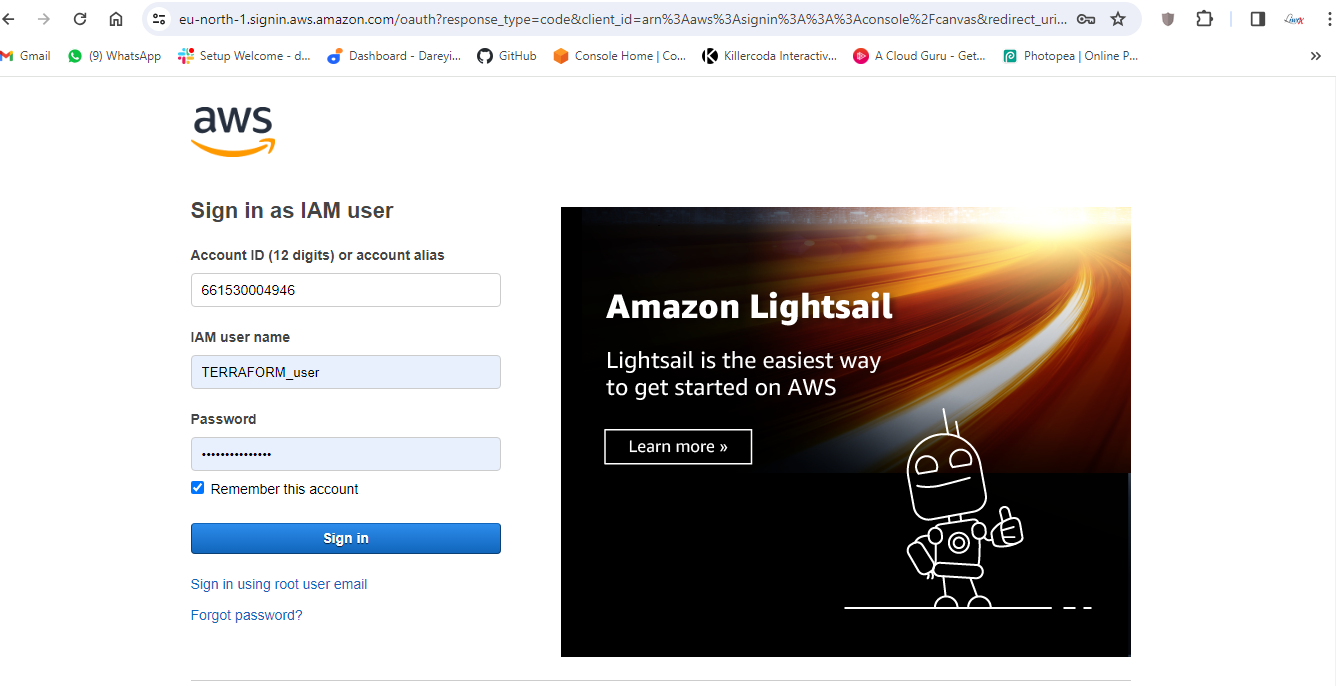 eu-north-1.signin.aws.amazon.com/oauth?response_type=code&client_id=arn%3Aaws%3Asignin%3A%3A%3Aconsole%2Fcanvas&redirect_uri...
Gmail (9) WhatsApp Setup Welcome - d... Dashboard - Dareyi... GitHub Console Home | Co... Killercoda Interactiv... A Cloud Guru - Get... Photopea | Online P... »
aws
Sign in as IAM user
Account ID (12 digits) or account alias
661530004946
IAM user name
TERRAFORM_user
Password
•••••••••••••••
Remember this account
Sign in
Sign in using root user email
Forgot password?
Amazon Lightsail
Lightsail is the easiest way
to get started on AWS
Learn more »